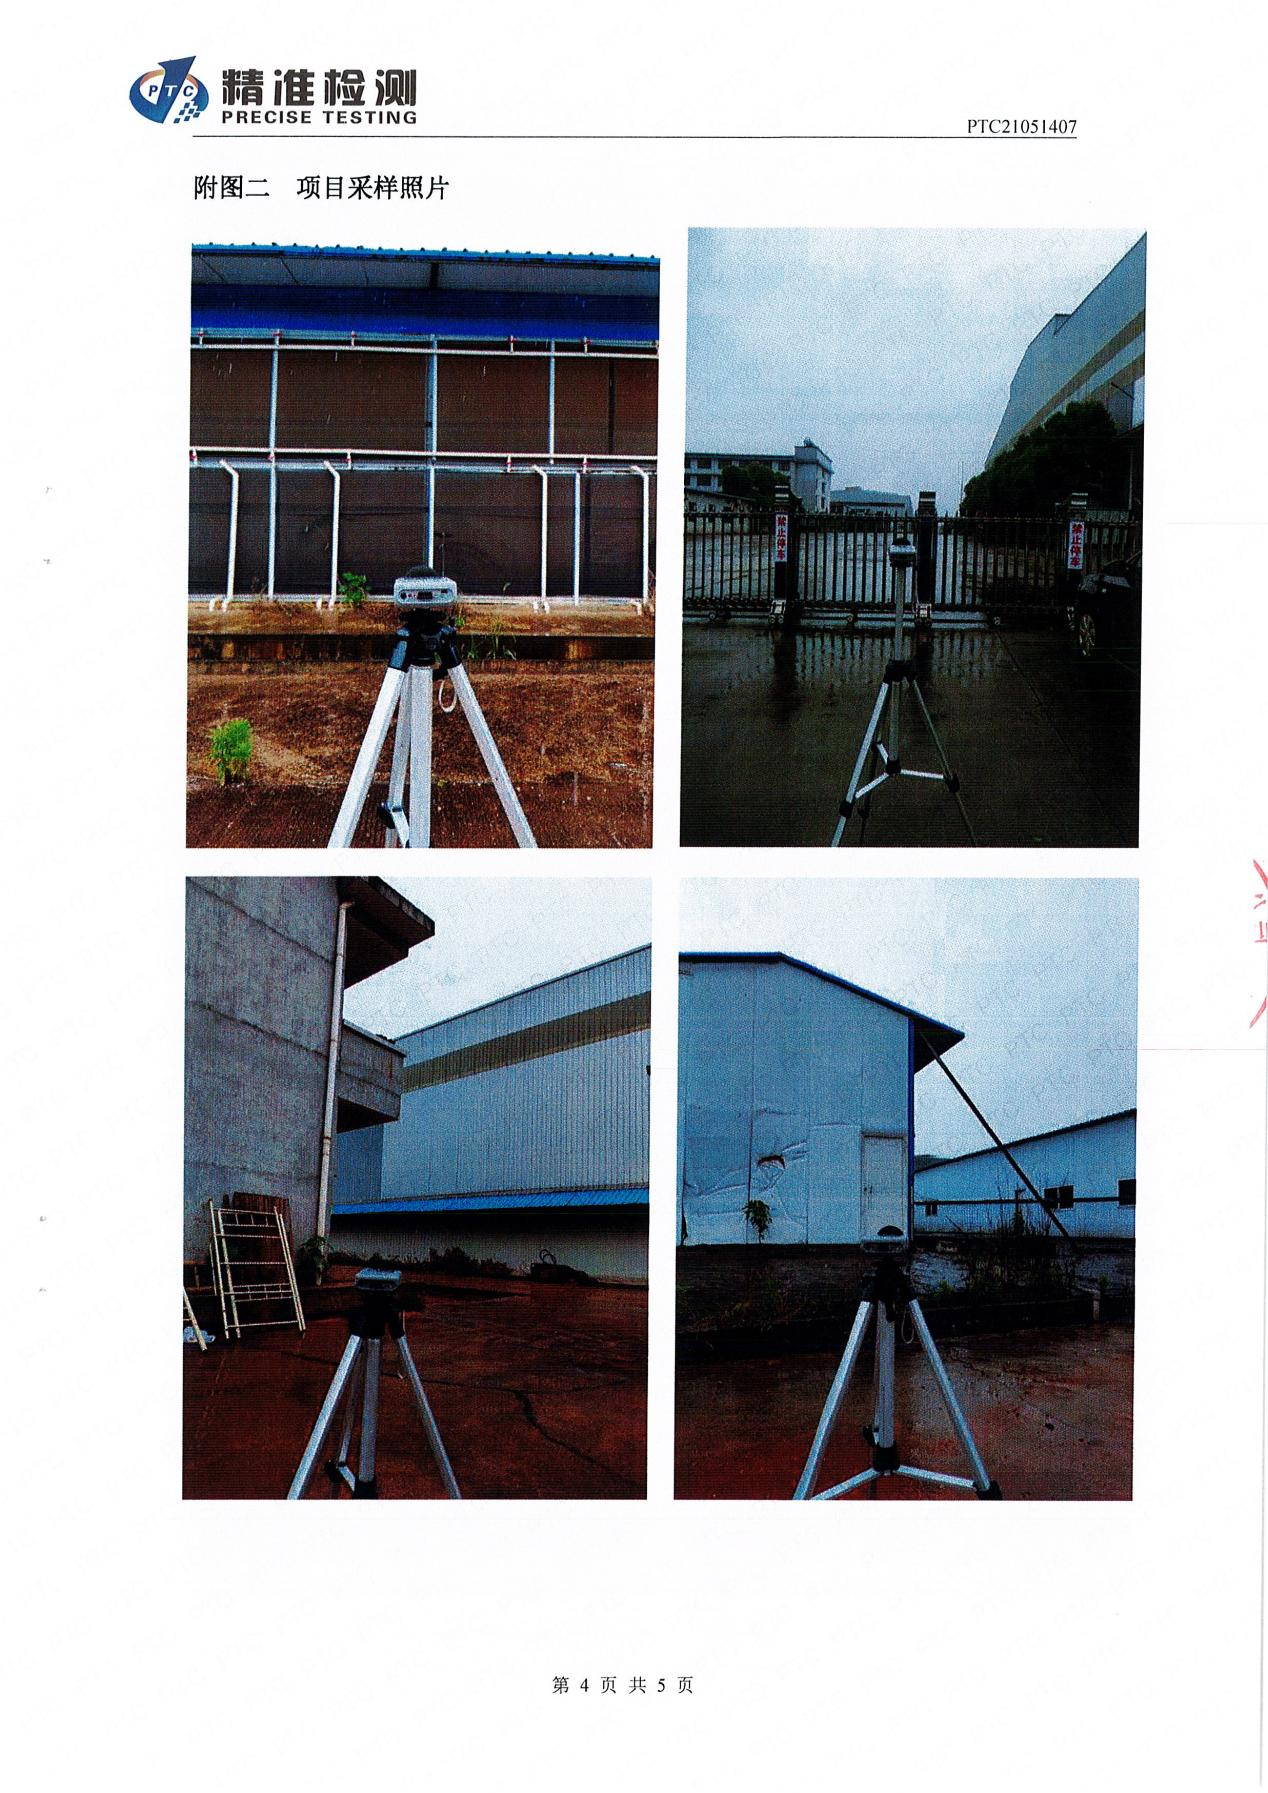 PTC
精准检测
PRECISE TESTING
PTC21051407
附图二 项目采样照片
禁止停车
禁止停车
第 4 页 共 5 页